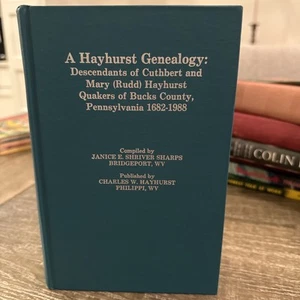 A Hayhurst Genealogy:
Descendants of Cuthbert and
Mary (Rudd) Hayhurst
Quakers of Bucks County,
Pennsylvania 1682-1988
Compiled by
JANICE E. SHRIVER SHARPS
BRIDGEPORT, WV
Published by
CHARLES W. HAYHURST
PHILIPPI, WV
COLIN